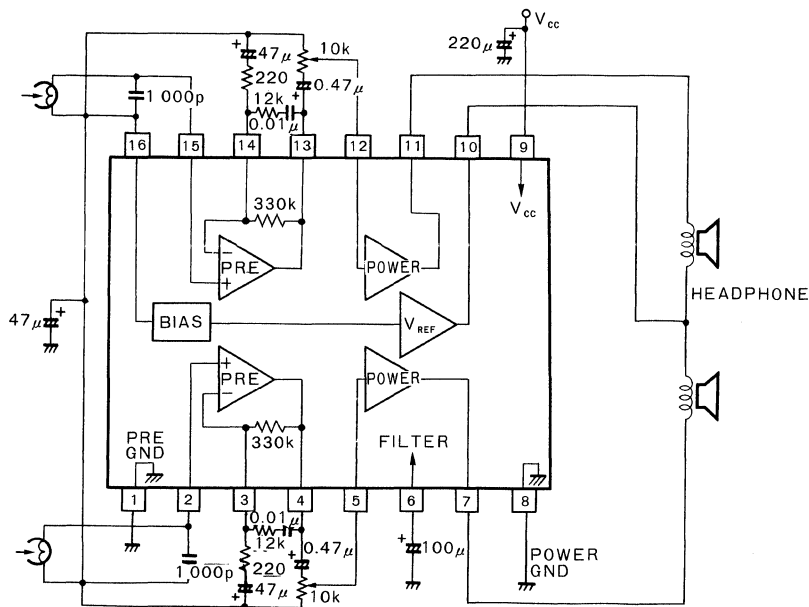 Vcc
220μ
+
+
47μ
220
12k
0.01μ
10k
0.47μ
+
1 000p
16
15
14
13
12
11
10
9
330k
Vcc
−
PRE
+
POWER
HEADPHONE
47μ
+
BIAS
VREF
+
PRE
−
POWER
330k
PRE
GND
FILTER
1
2
3
4
5
6
7
8
0.01μ
12k
+
0.47μ
100μ
+
POWER
GND
1 000p
220
47μ
+
10k